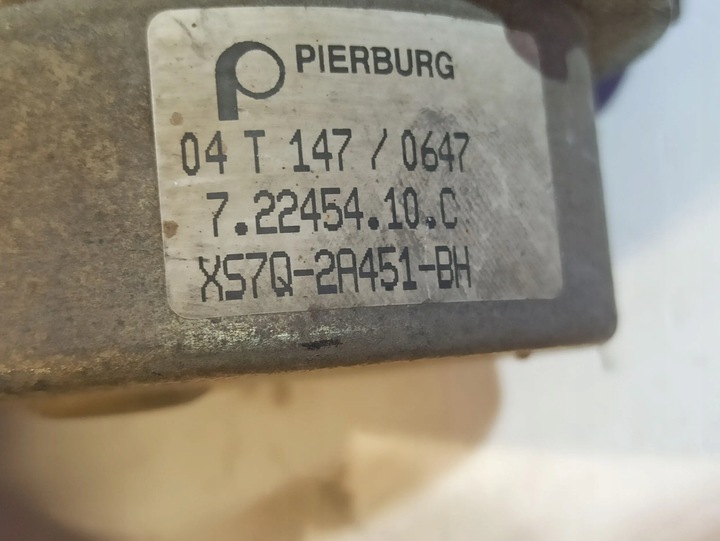 PIERBURG
04 T 147 / 0647
7.22454.10.C
XS7Q-2A451-BH